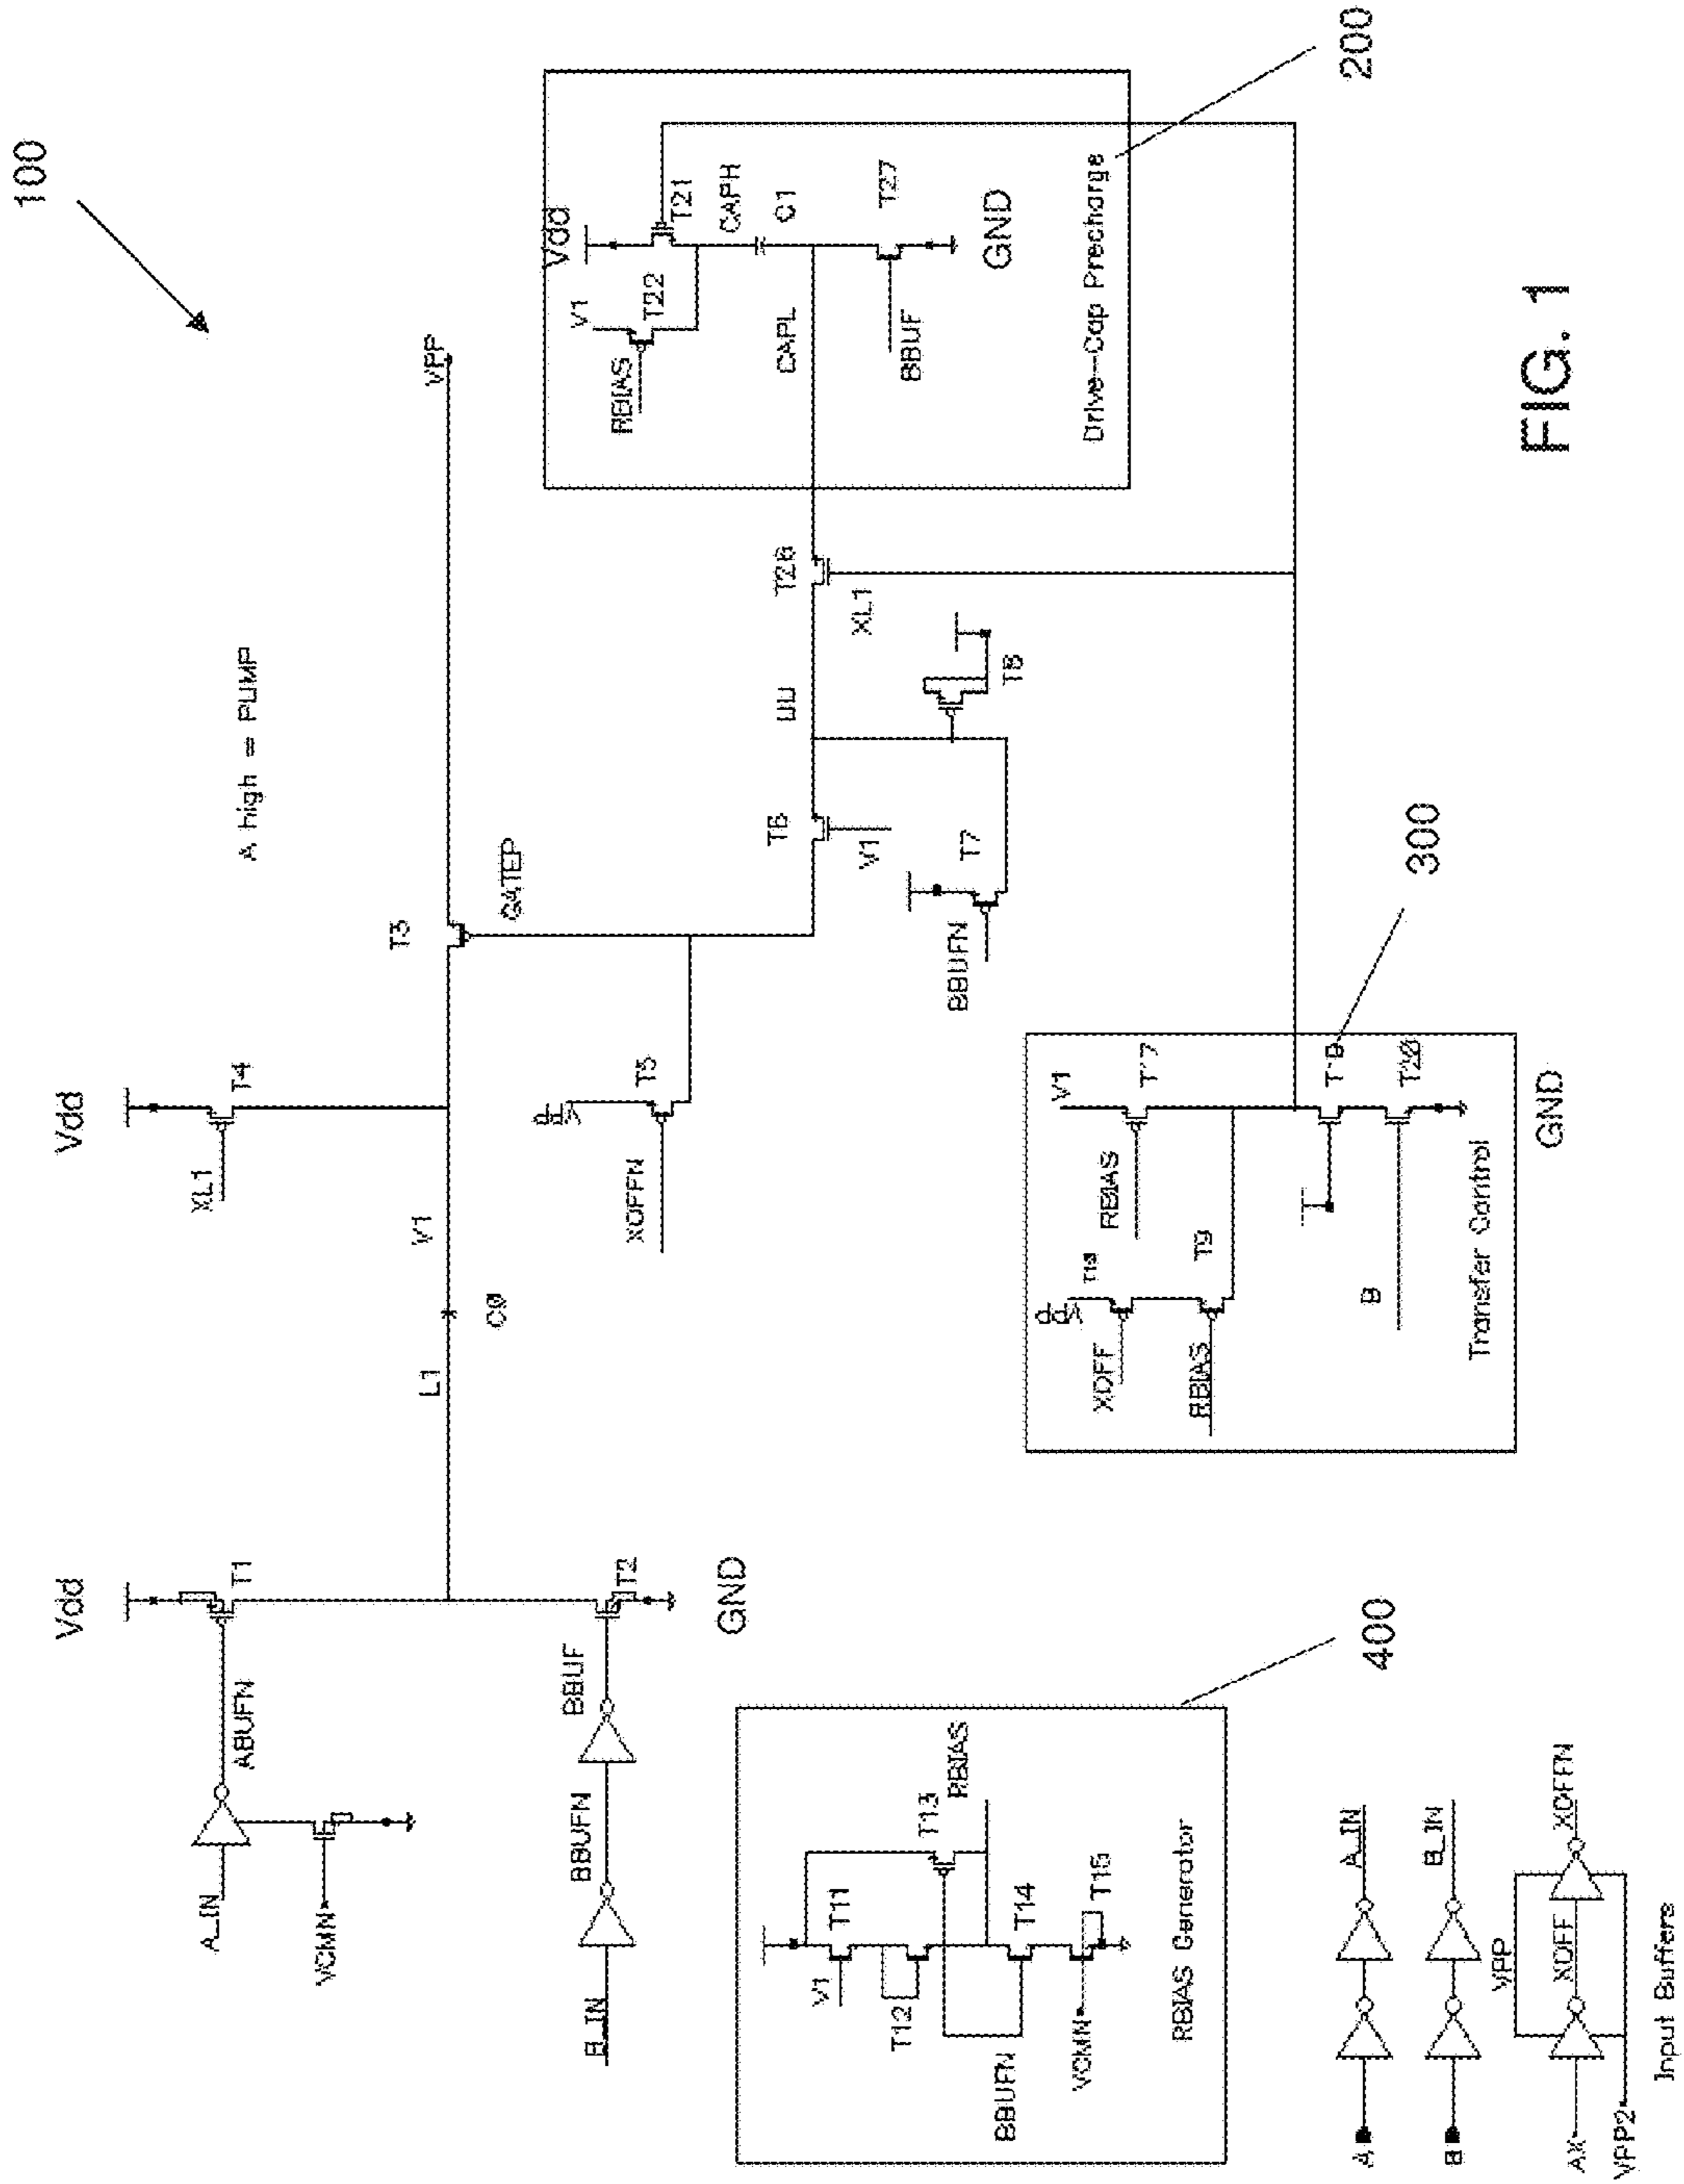 100
A high = PUMP
Vdd
Vdd
T1
ABUFN
A_IN
VCMN
L1
C0
V1
XL1
T4
T3
VPP
GATEP
XOFFN
T5
BBUF
BBUFN
B_IN
T2
GND
T6
V1
T7
BBUFN
T26
XL1
Vdd
T21
V1
T22
RBIAS
CAPH
C1
CAPL
BBUF
T27
GND
Drive-Cap Precharge
200
V1
T11
T12
T13
RBIAS
T14
BBUFN
VCMN
RBIAS Generator
400
V1
RBIAS
T10
XOFF
T9
RBIAS
B
T20
GND
Transfer Control
300
A
A_IN
B
B_IN
VPP
AX
XOFF
XOFFN
VPP2
Input Buffers
FIG. 1